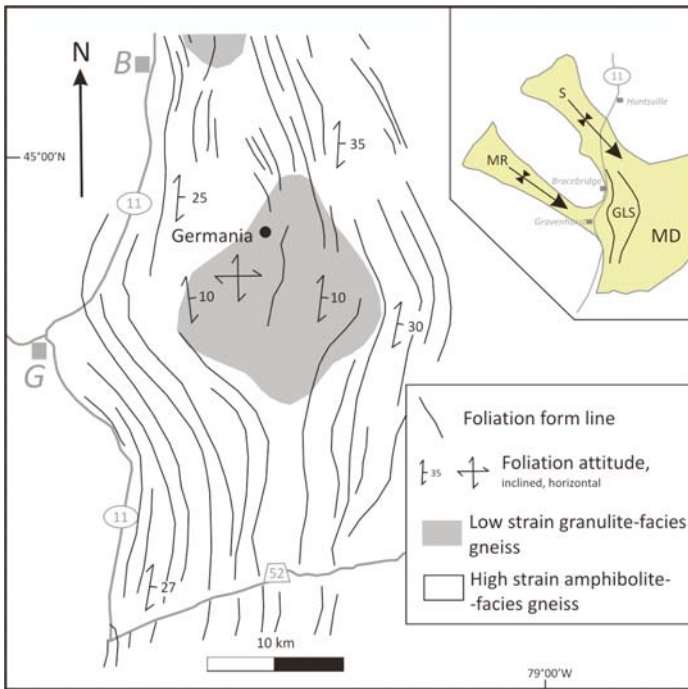 N
B
45°00'N
11
25
35
Germania
10
10
30
G
11
27
52
10 km
79°00'W
11
S
Huntsville
MR
Bracebridge
GLS
Gravenhurst
MD
Foliation form line
35
Foliation attitude,
inclined, horizontal
Low strain granulite-facies
gneiss
High strain amphibolite-
-facies gneiss